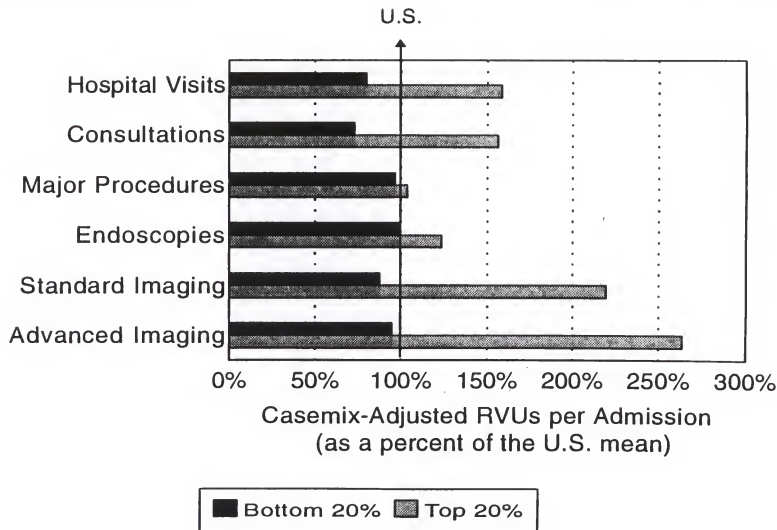 U.S.
Hospital Visits
Consultations
Major Procedures
Endoscopies
Standard Imaging
Advanced Imaging
0% 50% 100% 150% 200% 250% 300%
Casemix-Adjusted RVUs per Admission
(as a percent of the U.S. mean)
Bottom 20% Top 20%